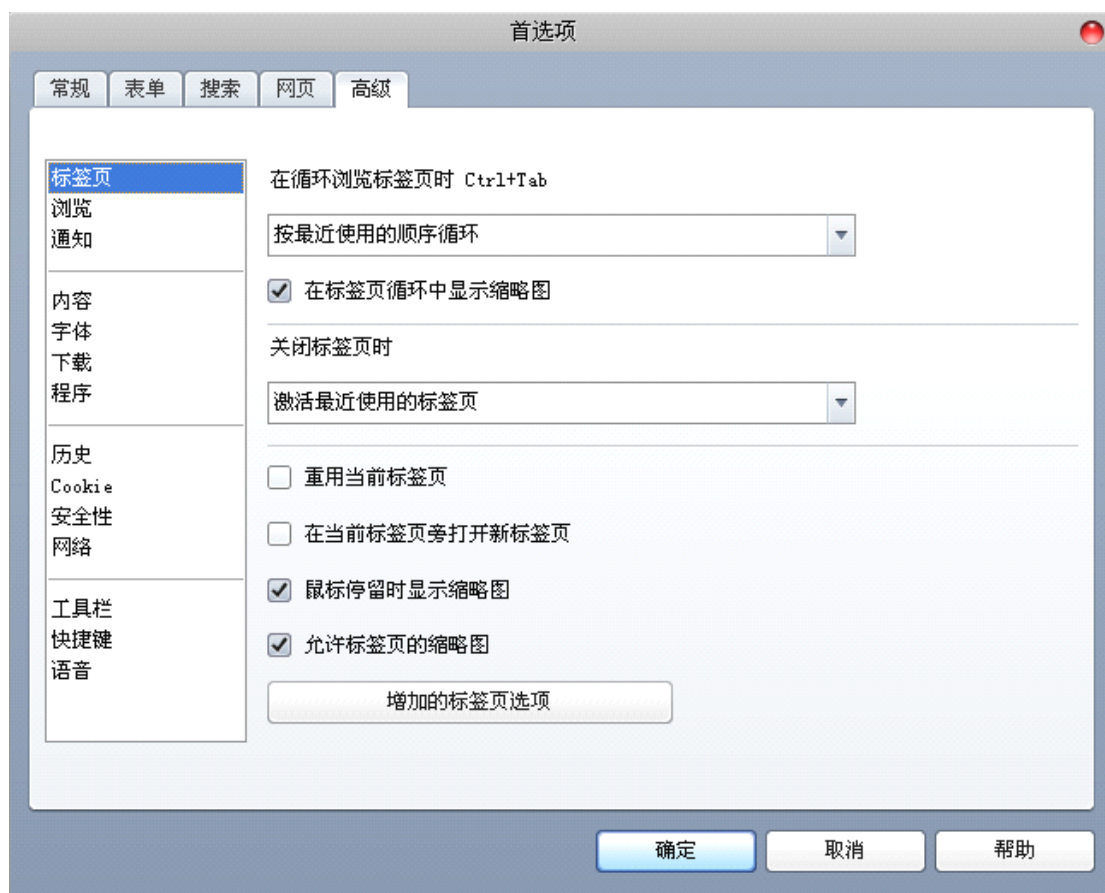 首选项
常规
表单
搜索
网页
高级
标签页
浏览
通知
内容
字体
下载
程序
历史
Cookie
安全性
网络
工具栏
快捷键
语音
在循环浏览标签页时 Ctrl+Tab
按最近使用的顺序循环
在标签页循环中显示缩略图
关闭标签页时
激活最近使用的标签页
重用当前标签页
在当前标签页旁打开新标签页
鼠标停留时显示缩略图
允许标签页的缩略图
增加的标签页选项
确定
取消
帮助